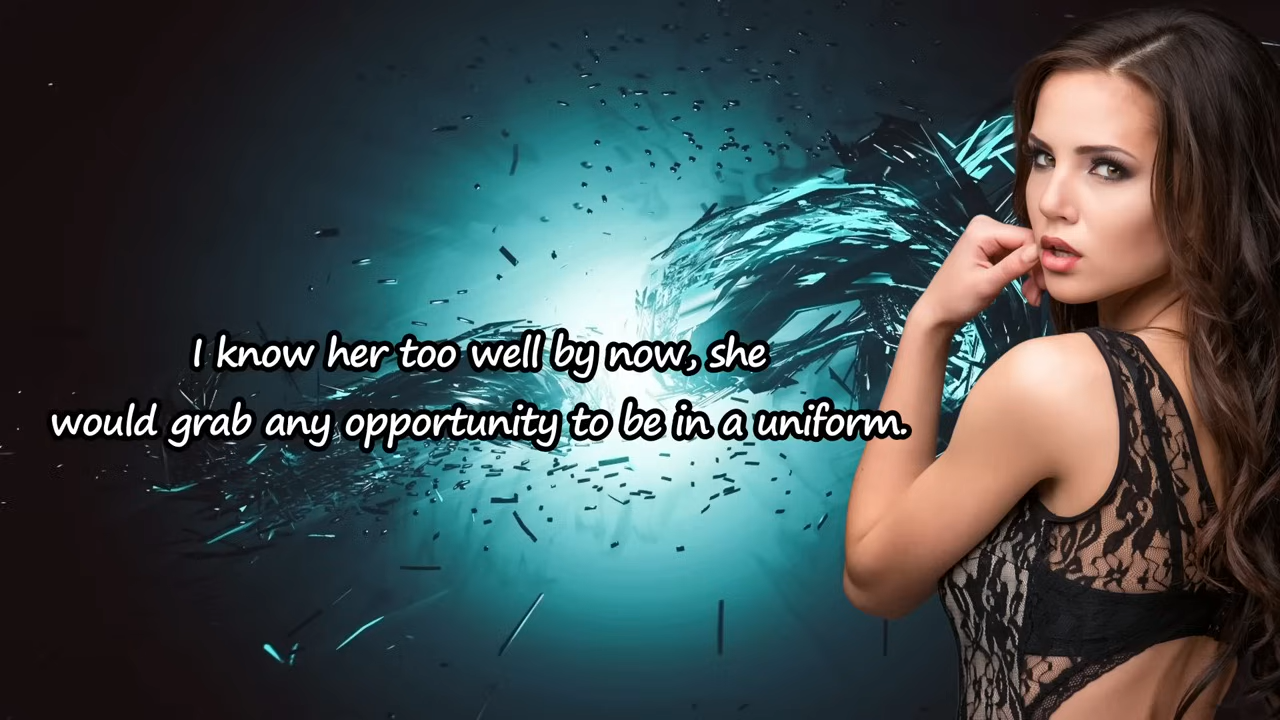 I know her too well by now, she
would grab any opportunity to be in a uniform.